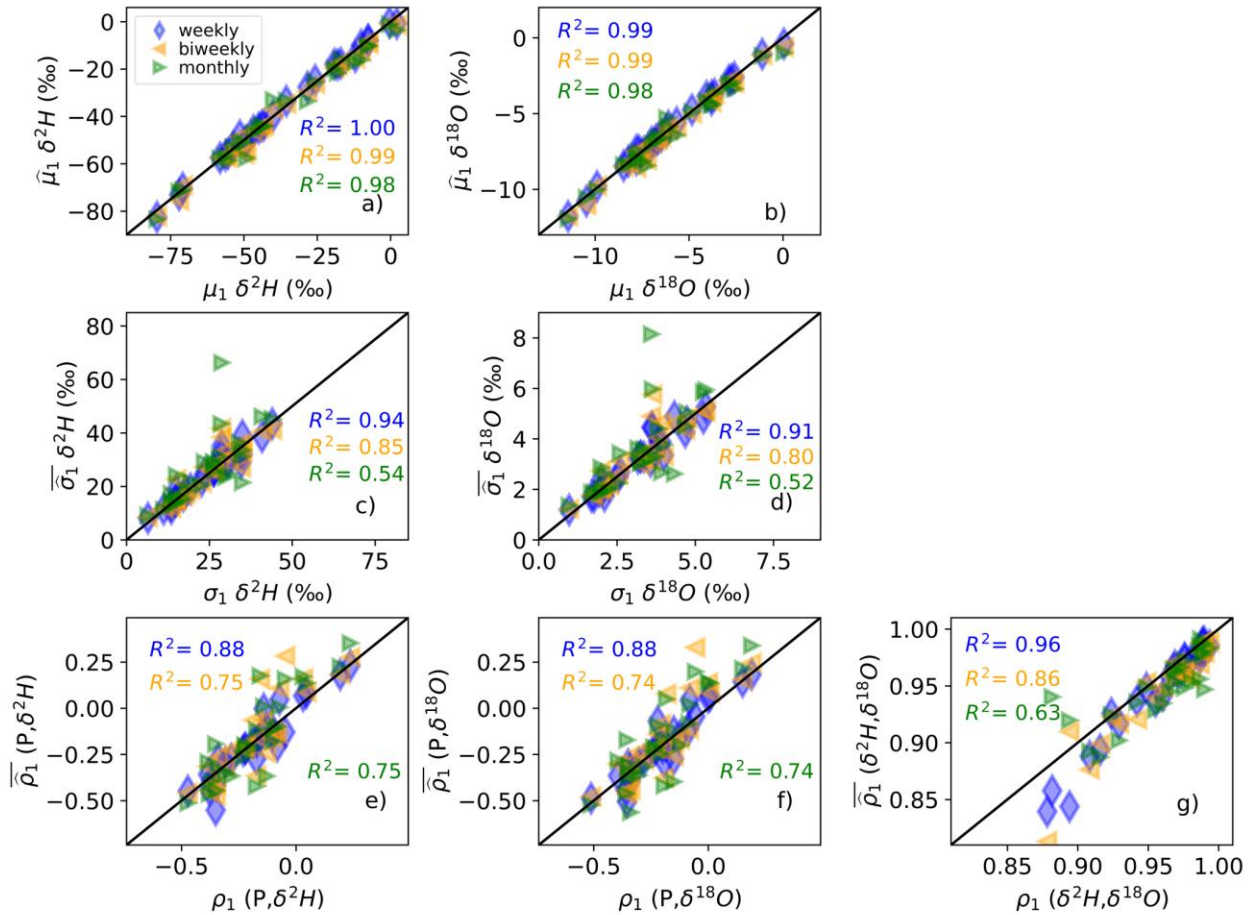 weekly
biweekly
monthly
R² = 1.00
R² = 0.99
R² = 0.98
a)
0
−20
−40
−60
−80
−75
−50
−25
0
μ̂₁ δ²H (‰)
μ₁ δ²H (‰)
R² = 0.99
R² = 0.99
R² = 0.98
b)
0
−5
−10
−10
−5
0
μ̂₁ δ¹⁸O (‰)
μ₁ δ¹⁸O (‰)
R² = 0.94
R² = 0.85
R² = 0.54
c)
80
60
40
20
0
0
25
50
75
σ̂₁ δ²H (‰)
σ₁ δ²H (‰)
R² = 0.91
R² = 0.80
R² = 0.52
d)
8
6
4
2
0
0.0
2.5
5.0
7.5
σ̂₁ δ¹⁸O (‰)
σ₁ δ¹⁸O (‰)
R² = 0.88
R² = 0.75
R² = 0.75
e)
0.25
0.00
−0.25
−0.50
−0.5
0.0
ρ̂₁ (P,δ²H)
ρ₁ (P,δ²H)
R² = 0.88
R² = 0.74
R² = 0.74
f)
0.25
0.00
−0.25
−0.50
−0.5
0.0
ρ̂₁ (P,δ¹⁸O)
ρ₁ (P,δ¹⁸O)
R² = 0.96
R² = 0.86
R² = 0.63
g)
1.00
0.95
0.90
0.85
0.85
0.90
0.95
1.00
ρ̂₁ (δ²H,δ¹⁸O)
ρ₁ (δ²H,δ¹⁸O)